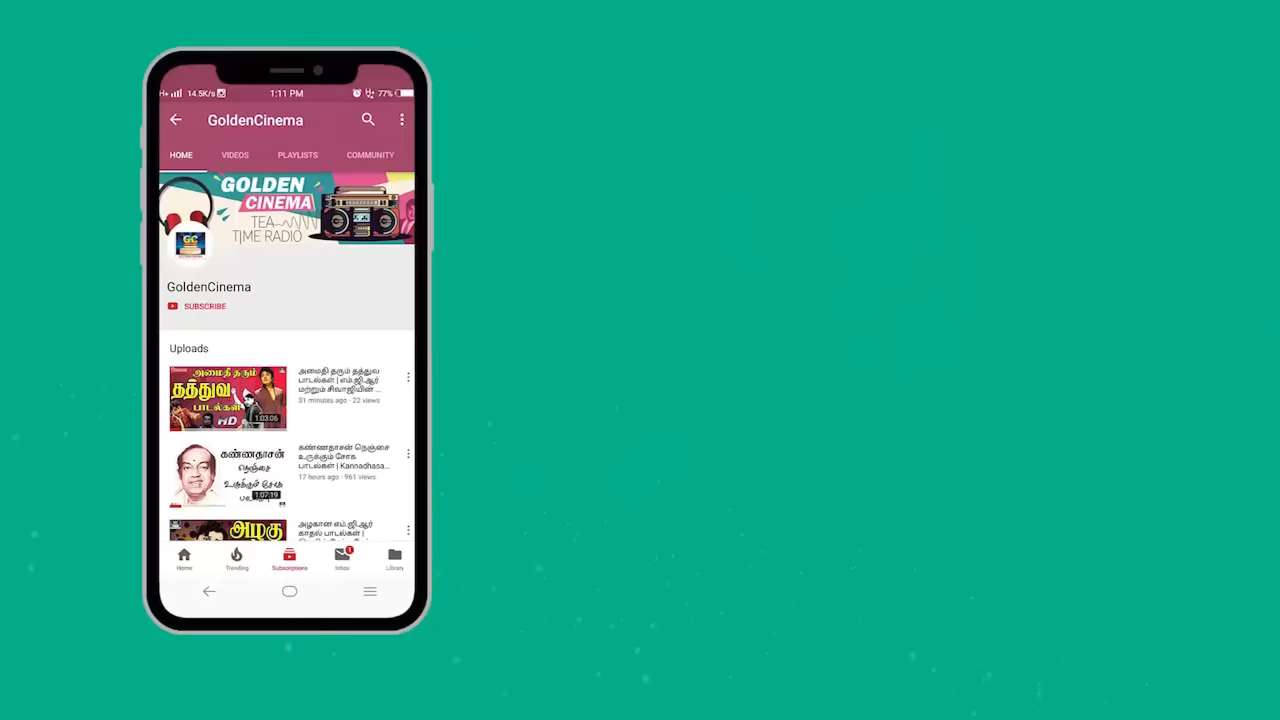 H+ 14.5K/s 1:11 PM 77%
GoldenCinema
HOME VIDEOS PLAYLISTS COMMUNITY
GOLDEN
CINEMA
TEA
TIME RADIO
GC
GoldenCinema
SUBSCRIBE
Uploads
அமைதி தரும்
தத்துவ
பாடல்கள்
HD
1:03:06
அமைதி தரும் தத்துவ
பாடல்கள் | எம்.ஜி.ஆர்
மற்றும் சிவாஜியின் ...
31 minutes ago · 22 views
கண்ணதாசன்
நெஞ்சை
உருக்கும் சோக
1:07:19
கண்ணதாசன் நெஞ்சை
உருக்கும் சோக
பாடல்கள் | Kannadhasa...
17 hours ago · 961 views
அழகு
அழகான எம்.ஜி.ஆர்
காதல் பாடல்கள் |
Home Trending Subscriptions 1 Inbox Library